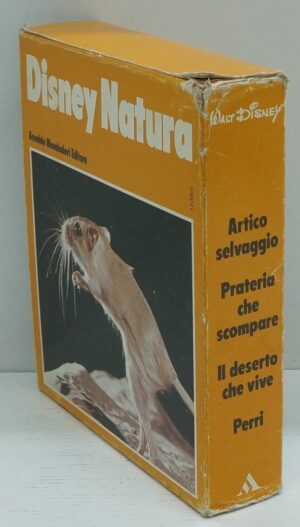 Disney Natura
Arnoldo Mondadori Editore
WALT DISNEY
Artico
selvaggio
Prateria
che
scompare
Il deserto
che vive
Perri